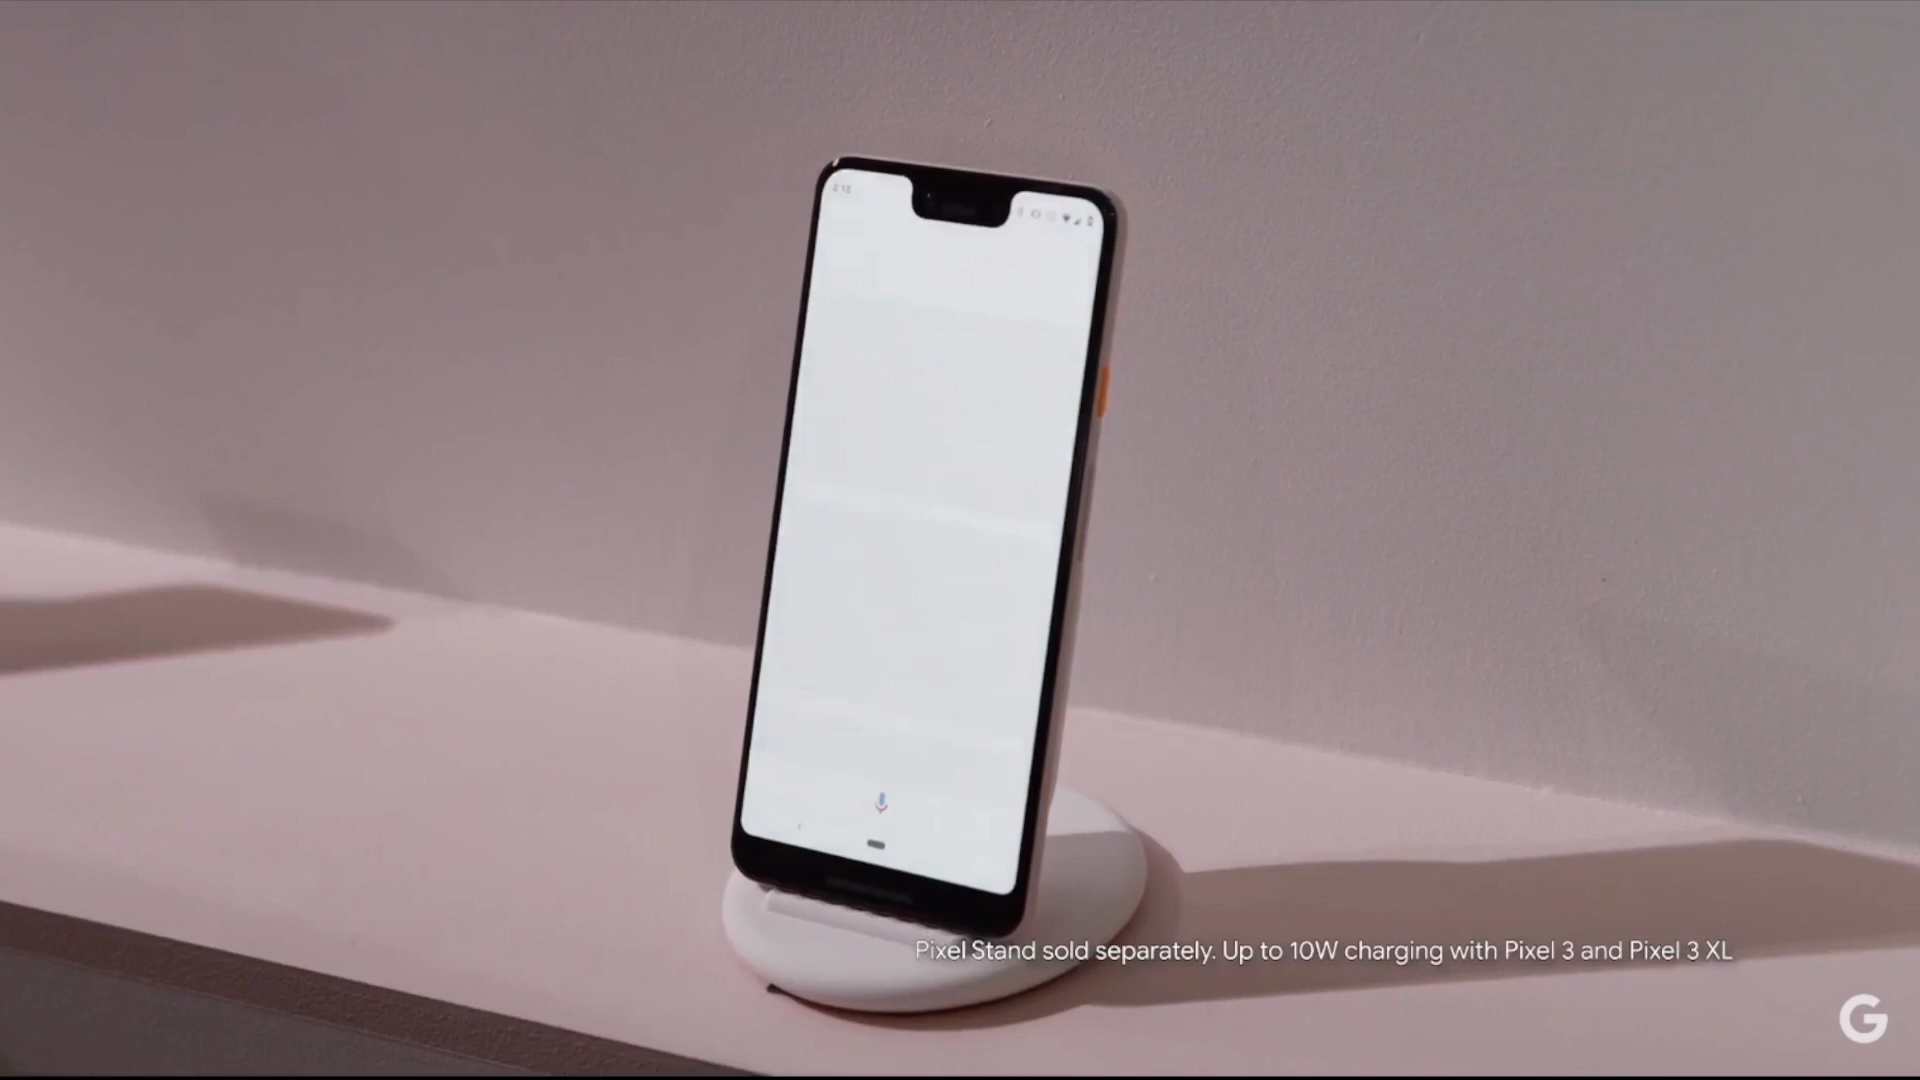 Pixel Stand sold separately. Up to 10W charging with Pixel 3 and Pixel 3 XL
G